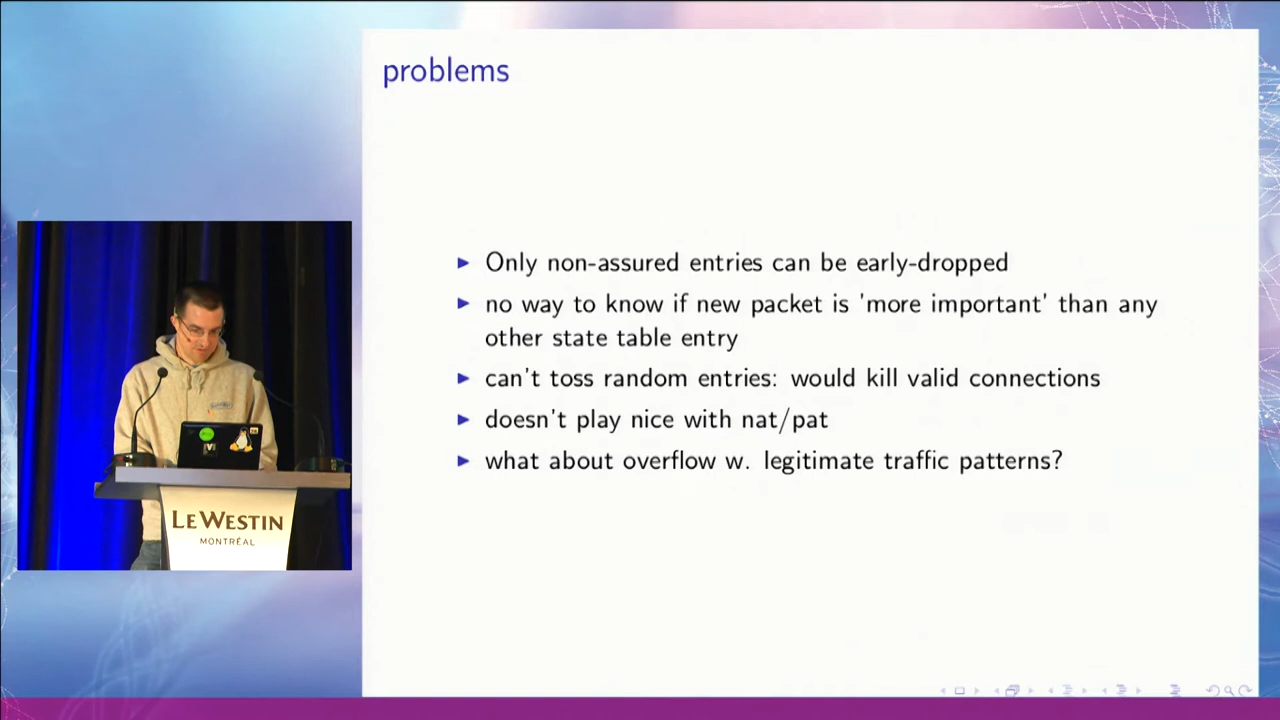 problems
Only non-assured entries can be early-dropped
no way to know if new packet is 'more important' than any
other state table entry
can't toss random entries: would kill valid connections
doesn't play nice with nat/pat
what about overflow w. legitimate traffic patterns?
LE WESTIN
MONTRÉAL